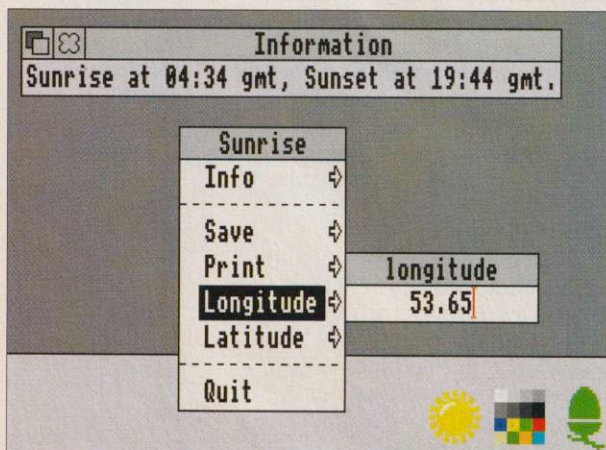 Information
Sunrise at 04:34 gmt, Sunset at 19:44 gmt.
Sunrise
Info
Save
Print
Longitude
Latitude
Quit
longitude
53.65